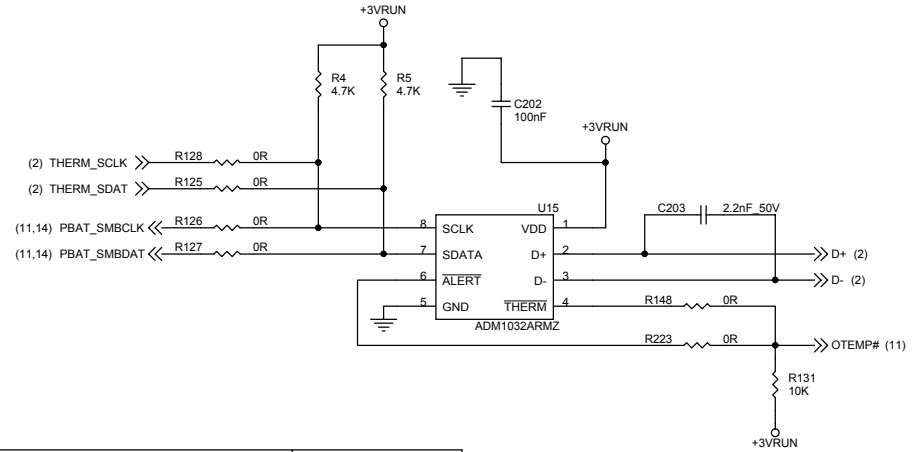 +3VRUN
R4
4.7K
R5
4.7K
C202
100nF
+3VRUN
(2) THERM_SCLK
R128
0R
(2) THERM_SDAT
R125
0R
(11,14) PBAT_SMBCLK
R126
0R
(11,14) PBAT_SMBDAT
R127
0R
U15
8 SCLK
VDD 1
7 SDATA
D+ 2
6 ALERT
D- 3
5 GND
THERM 4
ADM1032ARMZ
C203
2.2nF_50V
D+ (2)
D- (2)
R148
0R
R223
0R
OTEMP# (11)
R131
10K
+3VRUN